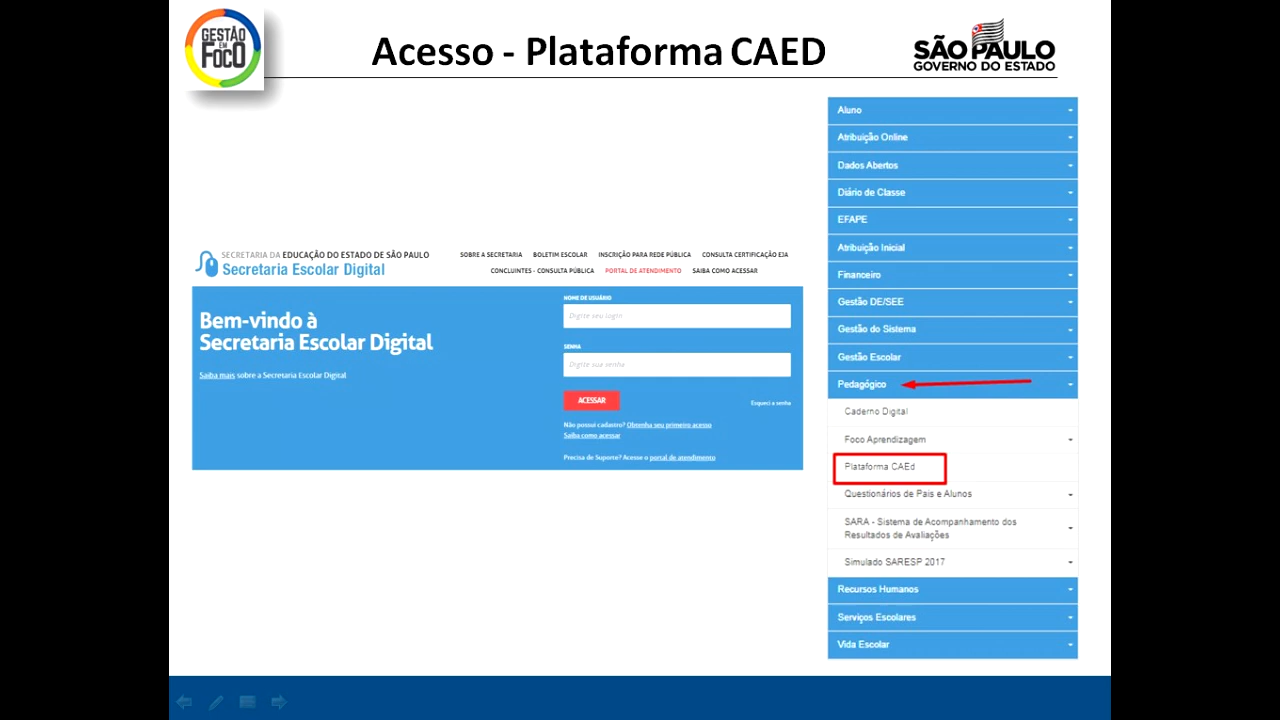 GESTÃO
EM
FOCO
Acesso - Plataforma CAED
SÃO PAULO
GOVERNO DO ESTADO
SECRETARIA DA EDUCAÇÃO DO ESTADO DE SÃO PAULO
Secretaria Escolar Digital
SOBRE A SECRETARIA BOLETIM ESCOLAR INSCRIÇÃO PARA REDE PÚBLICA CONSULTA CERTIFICAÇÃO EJA
CONCLUINTES - CONSULTA PÚBLICA PORTAL DE ATENDIMENTO SAIBA COMO ACESSAR
Bem-vindo à
Secretaria Escolar Digital
Saiba mais sobre a Secretaria Escolar Digital
NOME DE USUÁRIO
Digite seu login
SENHA
Digite sua senha
ACESSAR
Esqueci a senha
Não possui cadastro? Obtenha seu primeiro acesso
Saiba como acessar
Precisa de Suporte? Acesse o portal de atendimento
Aluno
Atribuição Online
Dados Abertos
Diário de Classe
EFAPE
Atribuição Inicial
Financeiro
Gestão DE/SEE
Gestão do Sistema
Gestão Escolar
Pedagógico
Caderno Digital
Foco Aprendizagem
Plataforma CAEd
Questionários de Pais e Alunos
SARA - Sistema de Acompanhamento dos
Resultados de Avaliações
Simulado SARESP 2017
Recursos Humanos
Serviços Escolares
Vida Escolar